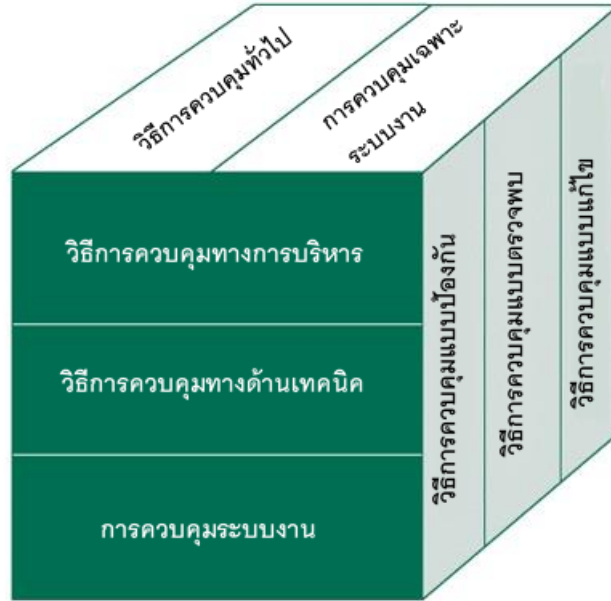 วิธีการควบคุมทั่วไป
การควบคุมเฉพาะ
ระบบงาน
วิธีการควบคุมทางการบริหาร
วิธีการควบคุมทางด้านเทคนิค
การควบคุมระบบงาน
วิธีการควบคุมแบบป้องกัน
วิธีการควบคุมแบบตรวจพบ
วิธีการควบคุมแบบแก้ไข